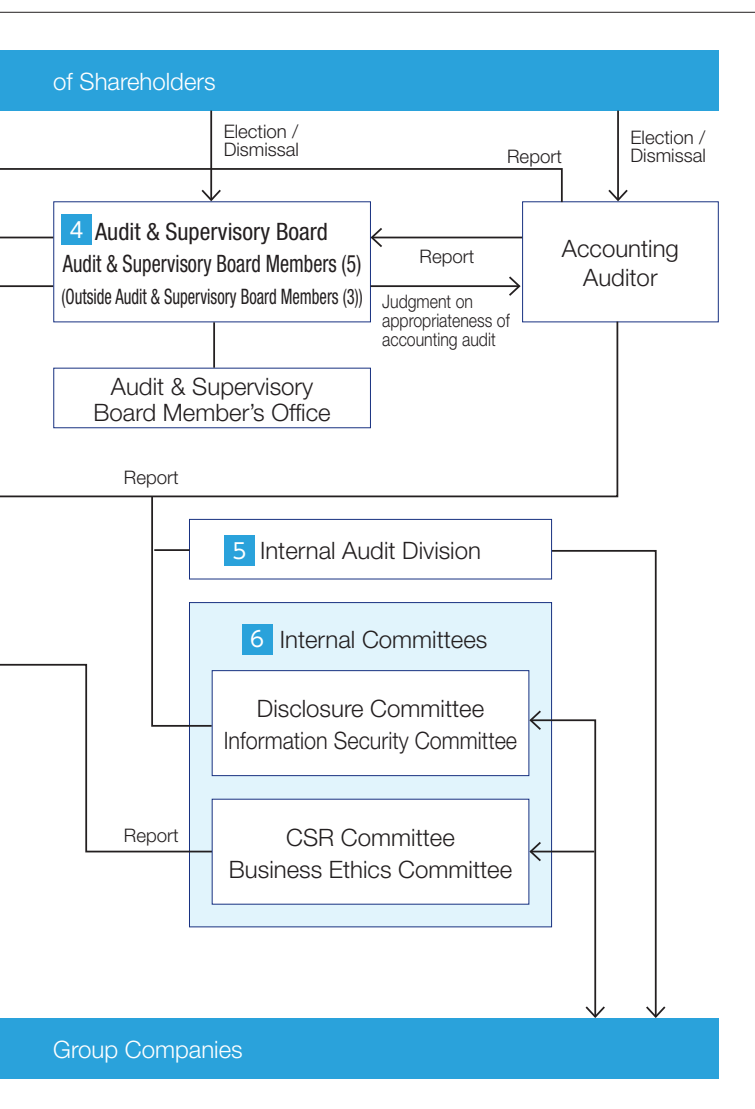 of Shareholders
Election /
Dismissal
Report
Election /
Dismissal
4 Audit & Supervisory Board
Audit & Supervisory Board Members (5)
(Outside Audit & Supervisory Board Members (3))
Report
Judgment on
appropriateness of
accounting audit
Accounting
Auditor
Audit & Supervisory
Board Member’s Office
Report
5 Internal Audit Division
6 Internal Committees
Disclosure Committee
Information Security Committee
Report
CSR Committee
Business Ethics Committee
Group Companies